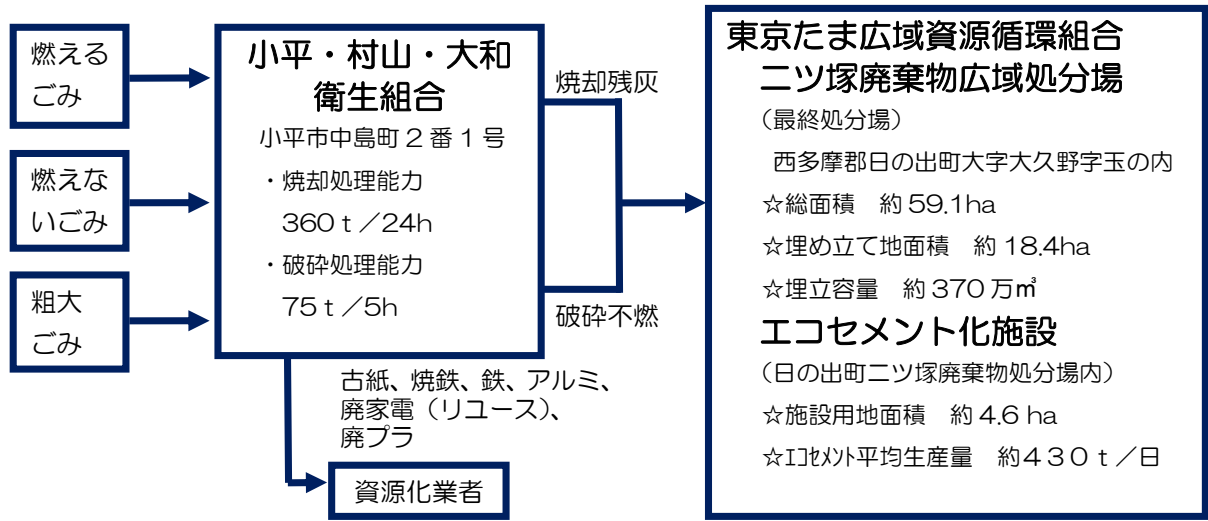 燃える
ごみ
燃えな
いごみ
粗大
ごみ
小平・村山・大和
衛生組合
小平市中島町２番１号
・焼却処理能力
360ｔ／24h
・破砕処理能力
75ｔ／5h
焼却残灰
破砕不燃
古紙、焼鉄、鉄、アルミ、
廃家電（リユース）、
廃プラ
資源化業者
東京たま広域資源循環組合
二ツ塚廃棄物広域処分場
（最終処分場）
西多摩郡日の出町大字大久野字玉の内
☆総面積　約59.1ha
☆埋め立て地面積　約18.4ha
☆埋立容量　約370万㎥
エコセメント化施設
（日の出町二ツ塚廃棄物処分場内）
☆施設用地面積　約4.6 ha
☆ｴｺｾﾒﾝﾄ平均生産量　約４３０ｔ／日